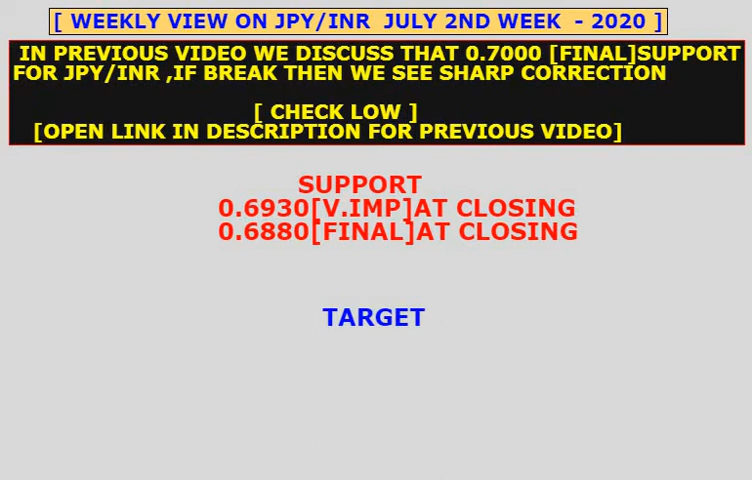 [ WEEKLY VIEW ON JPY/INR JULY 2ND WEEK - 2020 ]
IN PREVIOUS VIDEO WE DISCUSS THAT 0.7000 [FINAL]SUPPORT
FOR JPY/INR ,IF BREAK THEN WE SEE SHARP CORRECTION
[ CHECK LOW ]
[OPEN LINK IN DESCRIPTION FOR PREVIOUS VIDEO]
SUPPORT
0.6930[V.IMP]AT CLOSING
0.6880[FINAL]AT CLOSING
TARGET